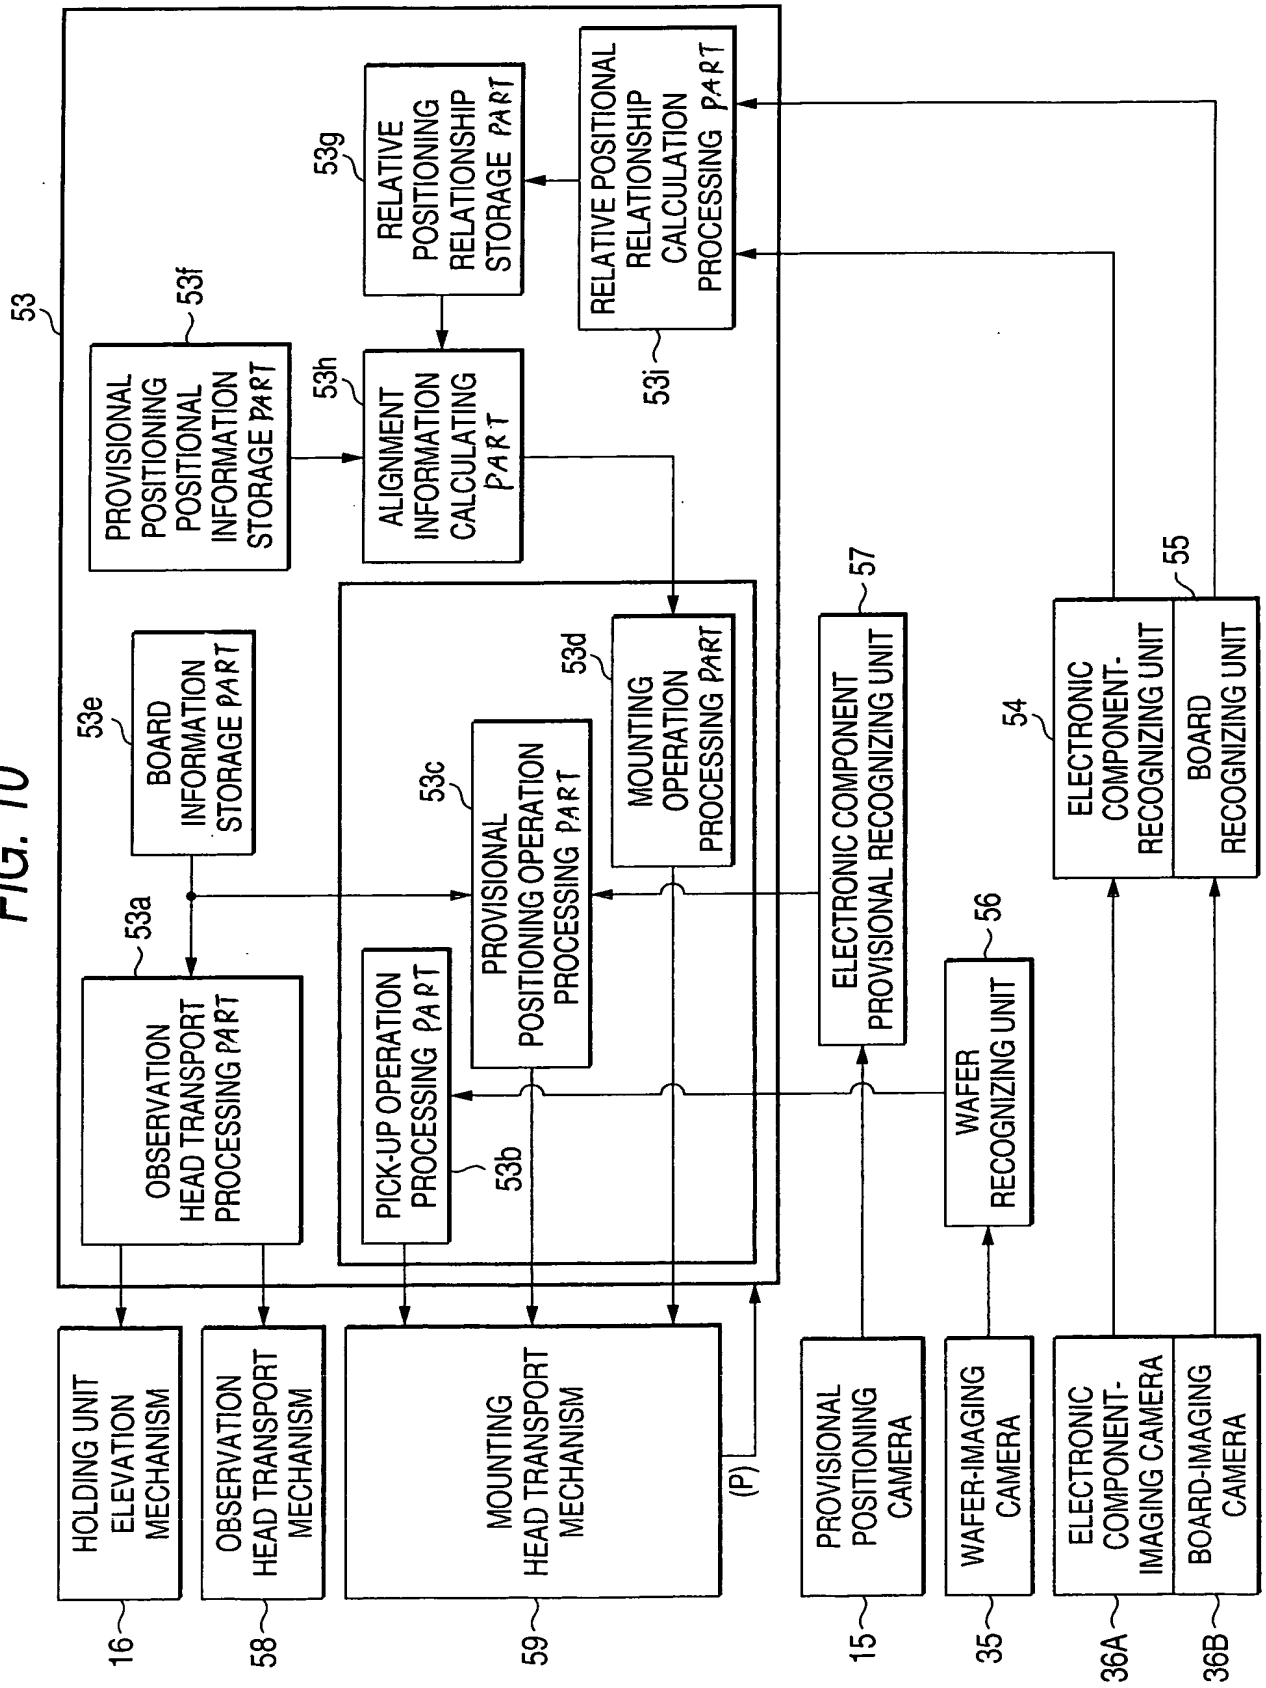 FIG. 10
53
HOLDING UNIT
ELEVATION
MECHANISM
16
OBSERVATION
HEAD TRANSPORT
MECHANISM
58
MOUNTING
HEAD TRANSPORT
MECHANISM
59
(P)
OBSERVATION
HEAD TRANSPORT
PROCESSING PART
53a
BOARD
INFORMATION
STORAGE PART
53e
PROVISIONAL
POSITIONING
POSITIONAL
INFORMATION
STORAGE PART
53f
PICK-UP OPERATION
PROCESSING PART
53b
PROVISIONAL
POSITIONING OPERATION
PROCESSING PART
53c
MOUNTING
OPERATION
PROCESSING PART
53d
ALIGNMENT
INFORMATION
CALCULATING
PART
53h
RELATIVE
POSITIONING
RELATIONSHIP
STORAGE PART
53g
RELATIVE POSITIONAL
RELATIONSHIP
CALCULATION
PROCESSING PART
53i
PROVISIONAL
POSITIONING
CAMERA
15
ELECTRONIC COMPONENT
PROVISIONAL RECOGNIZING UNIT
57
WAFER-IMAGING
CAMERA
35
WAFER
RECOGNIZING UNIT
56
ELECTRONIC
COMPONENT-
IMAGING CAMERA
36A
BOARD-IMAGING
CAMERA
36B
ELECTRONIC
COMPONENT-
RECOGNIZING UNIT
54
BOARD
RECOGNIZING UNIT
55